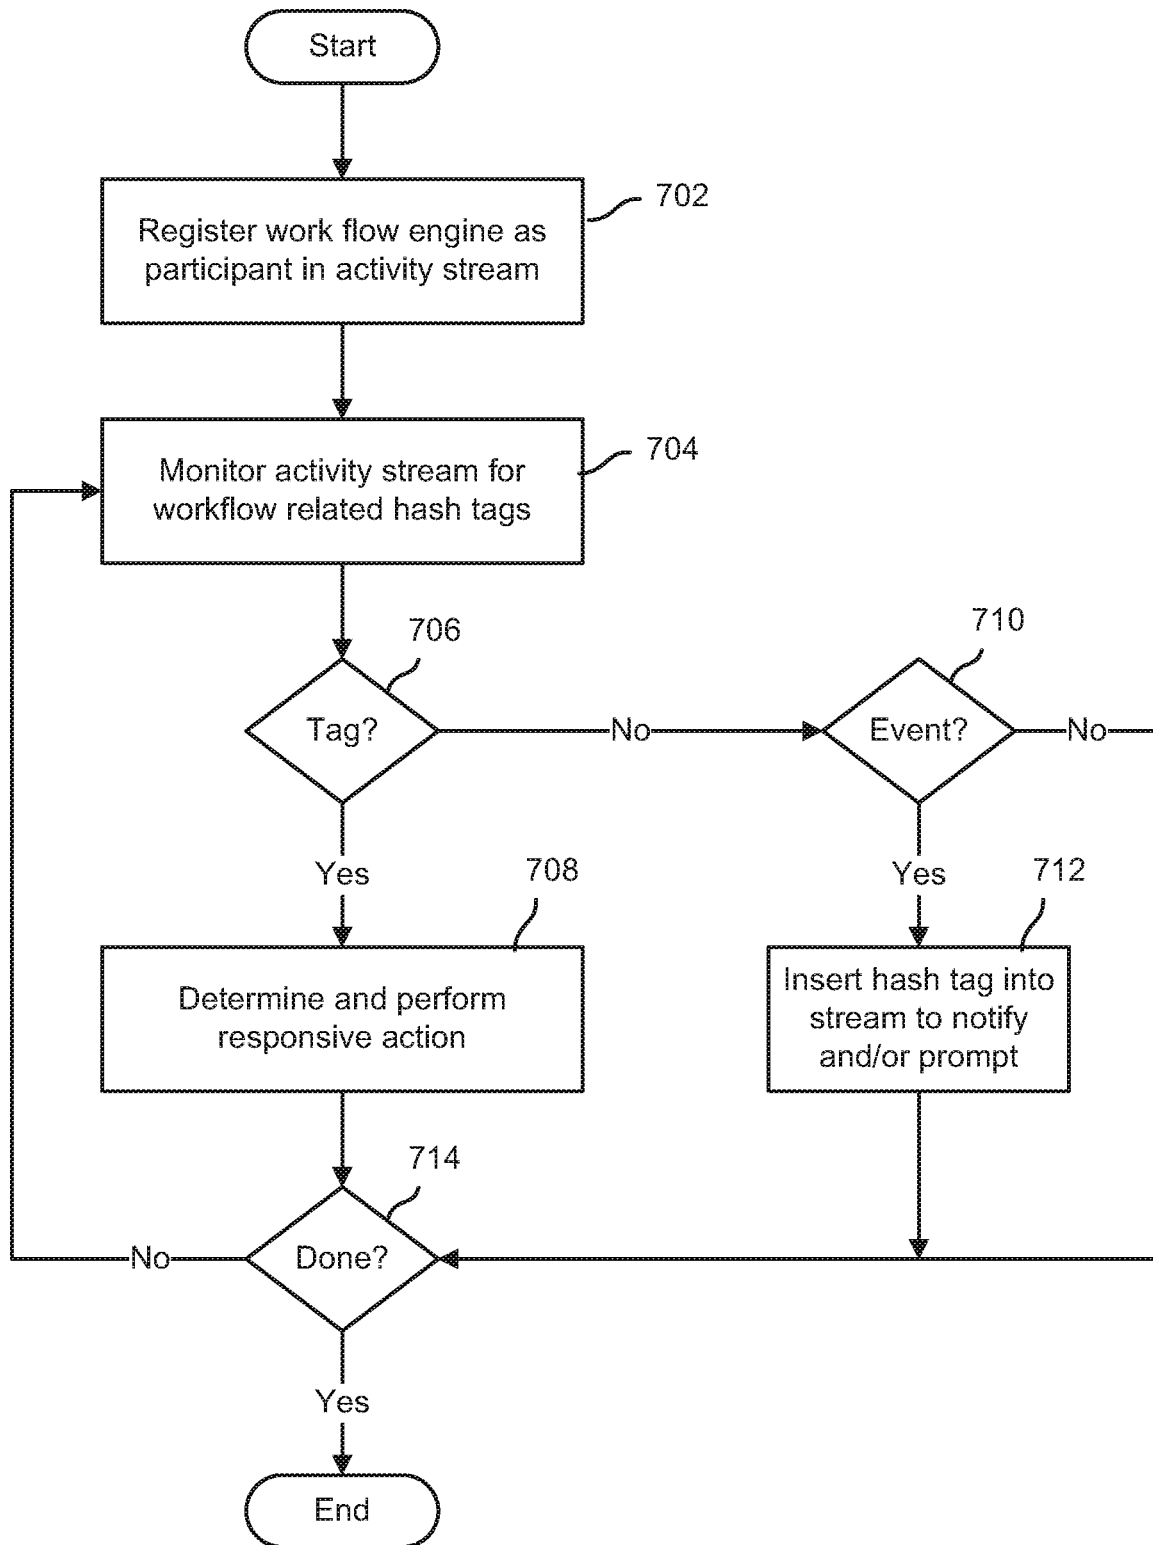 Start
702
Register work flow engine as
participant in activity stream
704
Monitor activity stream for
workflow related hash tags
706
710
Tag?
No
Event?
No
Yes
708
Yes
712
Determine and perform
responsive action
Insert hash tag into
stream to notify
and/or prompt
714
No
Done?
Yes
End